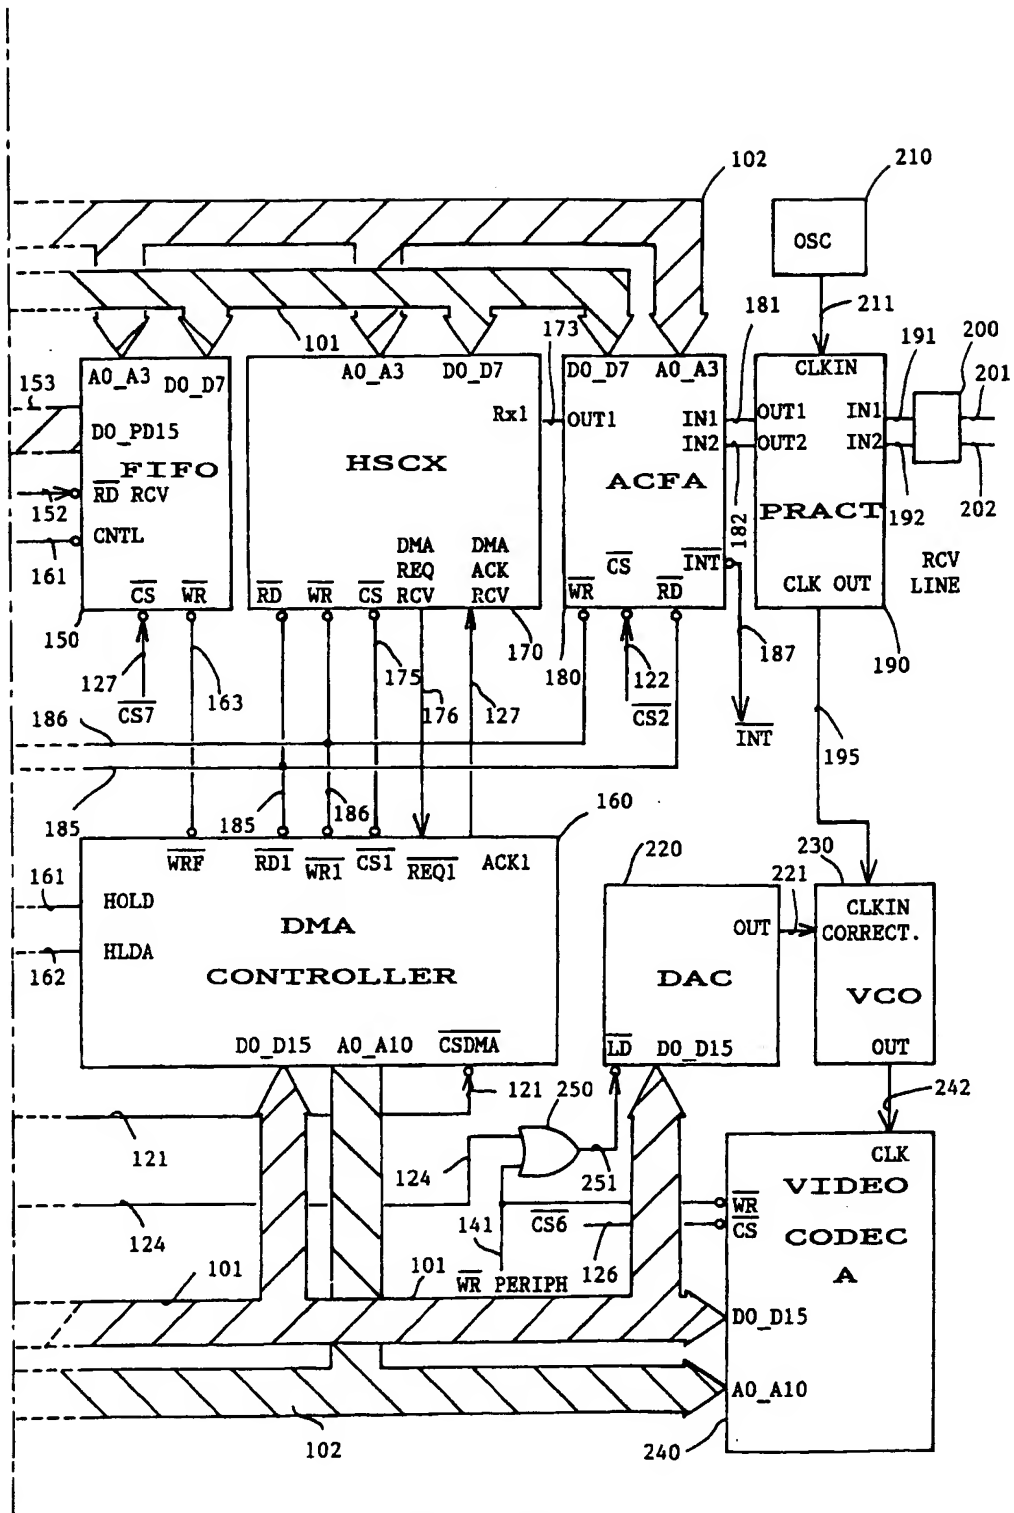 102
210
OSC
211
101
173
181
191
200
201
153
A0_A3
D0_D7
A0_A3
D0_D7
D0_D7
A0_A3
CLKIN
Rx1
OUT1
IN1
OUT1
IN1
D0_PD15
IN2
OUT2
IN2
FIFO
HSCX
ACFA
PRACT
192
202
152
RD RCV
182
161
CNTL
DMA
REQ
RCV
DMA
ACK
RCV
CS
INT
RCV
LINE
CS
WR
RD
WR
CS
WR
RD
CLK OUT
150
170
180
187
190
127
CS7
163
175
176
127
122
CS2
INT
195
186
185
185
186
160
220
230
221
WRF
RD1
WR1
CS1
REQ1
ACK1
161
HOLD
162
HLDA
DMA
CONTROLLER
OUT
CLKIN
CORRECT.
DAC
VCO
D0_D15
A0_A10
CSDMA
LD
D0_D15
OUT
121
250
242
121
124
251
CLK
VIDEO
CODEC
A
WR
CS
124
141
CS6
126
101
101
WR PERIPH
D0_D15
A0_A10
102
240